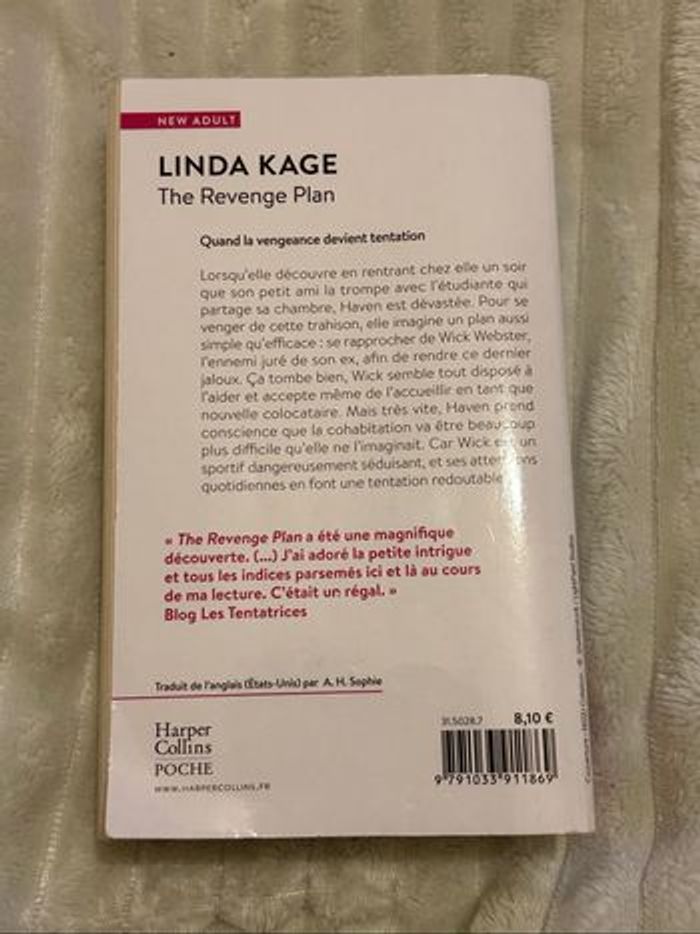 NEW ADULT
LINDA KAGE
The Revenge Plan
Quand la vengeance devient tentation
Lorsqu'elle découvre en rentrant chez elle un soir
que son petit ami la trompe avec l'étudiante qui
partage sa chambre, Haven est dévastée. Pour se
venger de cette trahison, elle imagine un plan aussi
simple qu'efficace : se rapprocher de Wick Webster,
l'ennemi juré de son ex, afin de rendre ce dernier
jaloux. Ça tombe bien, Wick semble tout disposé à
l'aider et accepte même de l'accueillir en tant que
nouvelle colocataire. Mais très vite, Haven prend
conscience que la cohabitation va être beaucoup
plus difficile qu'elle ne l'imaginait. Car Wick est un
sportif dangereusement séduisant, et ses attentions
quotidiennes en font une tentation redoutable
« The Revenge Plan a été une magnifique
découverte. (...) J'ai adoré la petite intrigue
et tous les indices parsemés ici et là au cours
de ma lecture. C'était un régal. »
Blog Les Tentatrices
Traduit de l'anglais (États-Unis) par A. H. Sophie
Harper
Collins
POCHE
WWW.HARPERCOLLINS.FR
31.5028.7 8,10 €
9 791033 911869